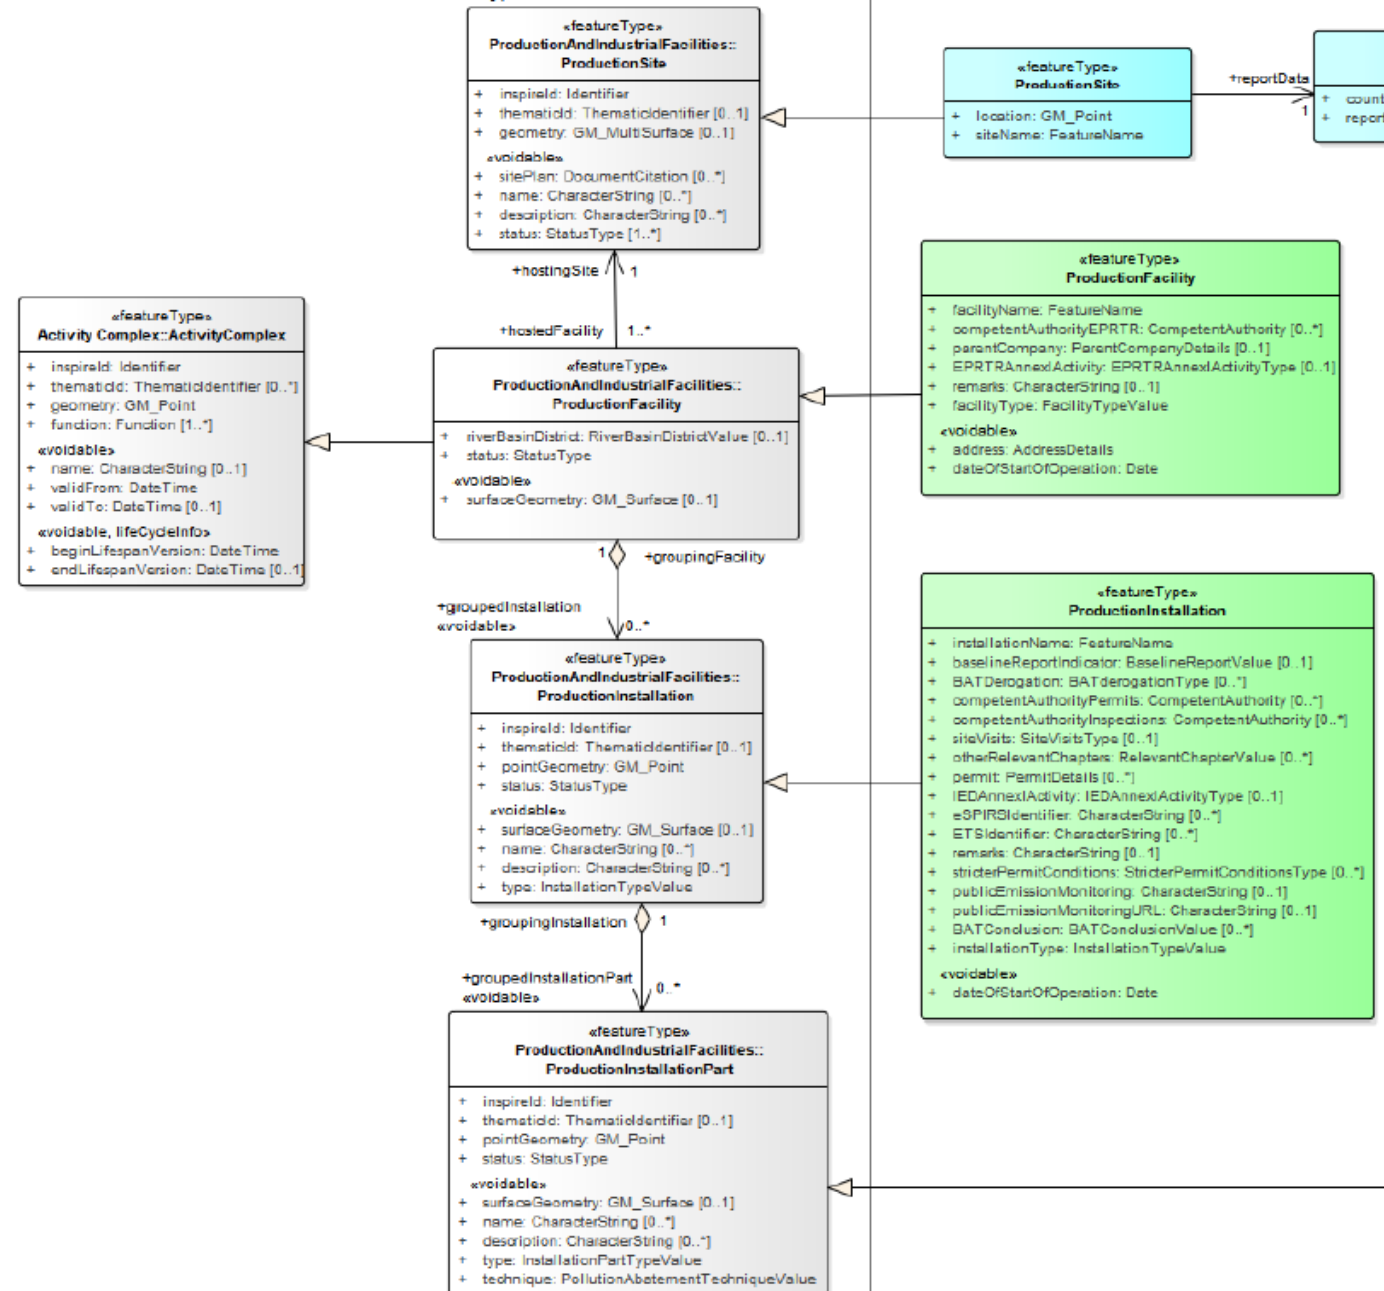 «featureType»
ProductionAndIndustrialFacilities::
ProductionSite
+ inspireId: Identifier
+ thematicId: ThematicIdentifier [0..1]
+ geometry: GM_MultiSurface [0..1]
«voidable»
+ sitePlan: DocumentCitation [0..*]
+ name: CharacterString [0..*]
+ description: CharacterString [0..*]
+ status: StatusType [1..*]
«featureType»
ProductionSite
+ location: GM_Point
+ siteName: FeatureName
+reportData
1
+ count
+ report
+hostingSite
1
+hostedFacility
1..*
«featureType»
Activity Complex::ActivityComplex
+ inspireId: Identifier
+ thematicId: ThematicIdentifier [0..*]
+ geometry: GM_Point
+ function: Function [1..*]
«voidable»
+ name: CharacterString [0..1]
+ validFrom: DateTime
+ validTo: DateTime [0..1]
«voidable, lifeCycleInfo»
+ beginLifespanVersion: DateTime
+ endLifespanVersion: DateTime [0..1]
«featureType»
ProductionAndIndustrialFacilities::
ProductionFacility
+ riverBasinDistrict: RiverBasinDistrictValue [0..1]
+ status: StatusType
«voidable»
+ surfaceGeometry: GM_Surface [0..1]
«featureType»
ProductionFacility
+ facilityName: FeatureName
+ competentAuthorityEPRTR: CompetentAuthority [0..*]
+ parentCompany: ParentCompanyDetails [0..1]
+ EPRTRAnnexIActivity: EPRTRAnnexIActivityType [0..1]
+ remarks: CharacterString [0..1]
+ facilityType: FacilityTypeValue
«voidable»
+ address: AddressDetails
+ dateOfStartOfOperation: Date
1
+groupingFacility
+groupedInstallation
«voidable»
0..*
«featureType»
ProductionAndIndustrialFacilities::
ProductionInstallation
+ inspireId: Identifier
+ thematicId: ThematicIdentifier [0..1]
+ pointGeometry: GM_Point
+ status: StatusType
«voidable»
+ surfaceGeometry: GM_Surface [0..1]
+ name: CharacterString [0..*]
+ description: CharacterString [0..*]
+ type: InstallationTypeValue
«featureType»
ProductionInstallation
+ installationName: FeatureName
+ baselineReportIndicator: BaselineReportValue [0..1]
+ BATDerogation: BATderogationType [0..*]
+ competentAuthorityPermits: CompetentAuthority [0..*]
+ competentAuthorityInspections: CompetentAuthority [0..*]
+ siteVisits: SiteVisitsType [0..1]
+ otherRelevantChapters: RelevantChapterValue [0..*]
+ permit: PermitDetails [0..*]
+ IEDAnnexIActivity: IEDAnnexIActivityType [0..1]
+ eSPIRSIdentifier: CharacterString [0..*]
+ ETSIdentifier: CharacterString [0..*]
+ remarks: CharacterString [0..1]
+ stricterPermitConditions: StricterPermitConditionsType [0..*]
+ publicEmissionMonitoring: CharacterString [0..1]
+ publicEmissionMonitoringURL: CharacterString [0..1]
+ BATConclusion: BATConclusionValue [0..*]
+ installationType: InstallationTypeValue
«voidable»
+ dateOfStartOfOperation: Date
+groupingInstallation
1
+groupedInstallationPart
«voidable»
0..*
«featureType»
ProductionAndIndustrialFacilities::
ProductionInstallationPart
+ inspireId: Identifier
+ thematicId: ThematicIdentifier [0..1]
+ pointGeometry: GM_Point
+ status: StatusType
«voidable»
+ surfaceGeometry: GM_Surface [0..1]
+ name: CharacterString [0..*]
+ description: CharacterString [0..*]
+ type: InstallationPartTypeValue
+ technique: PollutionAbatementTechniqueValue